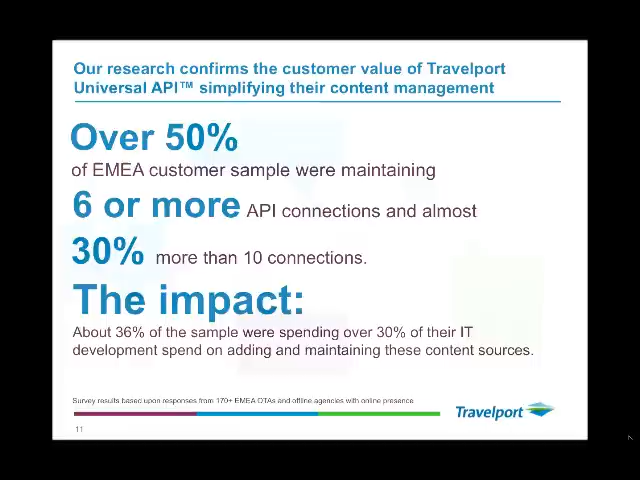 Our research confirms the customer value of Travelport
Universal API™ simplifying their content management
Over 50%
of EMEA customer sample were maintaining
6 or more API connections and almost
30% more than 10 connections.
The impact:
About 36% of the sample were spending over 30% of their IT
development spend on adding and maintaining these content sources.
Survey results based upon responses from 170+ EMEA OTAs and offline agencies with online presence
Travelport
11